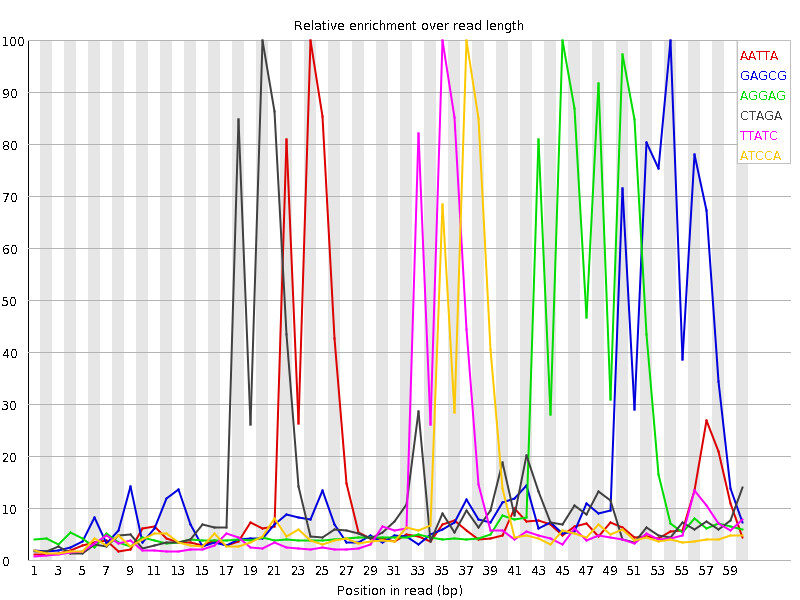 Relative enrichment over read length
100
90
80
70
60
50
40
30
20
10
0
AATTA
GAGCG
AGGAG
CTAGA
TTATC
ATCCA
1 3 5 7 9 11 13 15 17 19 21 23 25 27 29 31 33 35 37 39 41 43 45 47 49 51 53 55 57 59
Position in read (bp)